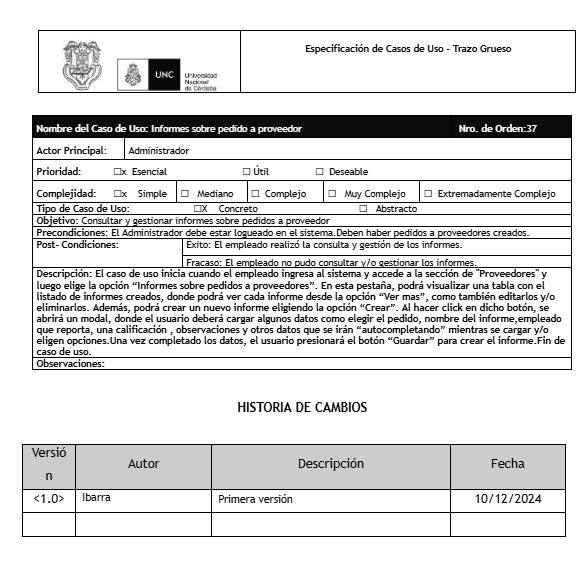 Especificación de Casos de Uso - Trazo Grueso
UNC
Universidad
Nacional
de Córdoba
Nombre del Caso de Uso: Informes sobre pedido a proveedor Nro. de Orden:37
Actor Principal: Administrador
Prioridad: ☐x Esencial ☐ Útil ☐ Deseable
Complejidad: ☐x Simple ☐ Mediano ☐ Complejo ☐ Muy Complejo ☐ Extremadamente Complejo
Tipo de Caso de Uso: ☐X Concreto ☐ Abstracto
Objetivo: Consultar y gestionar informes sobre pedidos a proveedor
Precondiciones: El Administrador debe estar logueado en el sistema.Deben haber pedidos a proveedores creados.
Post- Condiciones: Éxito: El empleado realizó la consulta y gestión de los informes.
Fracaso: El empleado no pudo consultar y/o gestionar los informes.
Descripción: El caso de uso inicia cuando el empleado ingresa al sistema y accede a la sección de "Proveedores" y
luego elige la opción “Informes sobre pedidos a proveedores”. En esta pestaña, podrá visualizar una tabla con el
listado de informes creados, donde podrá ver cada informe desde la opción “Ver mas”, como también editarlos y/o
eliminarlos. Además, podrá crear un nuevo informe eligiendo la opción “Crear”. Al hacer click en dicho botón, se
abrirá un modal, donde el usuario deberá cargar algunos datos como elegir el pedido, nombre del informe,empleado
que reporta, una calificación , observaciones y otros datos que se irán “autocompletando” mientras se cargar y/o
eligen opciones.Una vez completado los datos, el usuario presionará el botón “Guardar” para crear el informe.Fin de
caso de uso.
Observaciones:
HISTORIA DE CAMBIOS
Versió
n Autor Descripción Fecha
<1.0> Ibarra Primera versión 10/12/2024